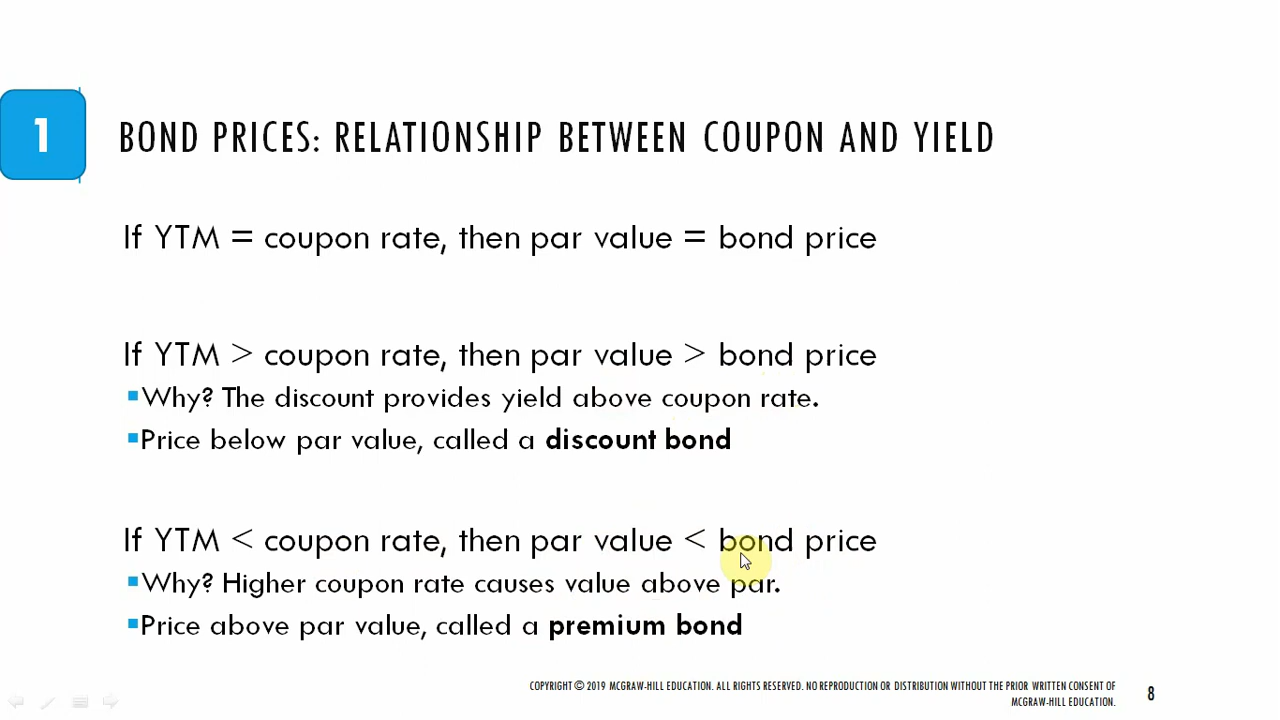 1
BOND PRICES: RELATIONSHIP BETWEEN COUPON AND YIELD
If YTM = coupon rate, then par value = bond price
If YTM > coupon rate, then par value > bond price
▪Why? The discount provides yield above coupon rate.
▪Price below par value, called a discount bond
If YTM < coupon rate, then par value < bond price
▪Why? Higher coupon rate causes value above par.
▪Price above par value, called a premium bond
COPYRIGHT © 2019 MCGRAW-HILL EDUCATION. ALL RIGHTS RESERVED. NO REPRODUCTION OR DISTRIBUTION WITHOUT THE PRIOR WRITTEN CONSENT OF
MCGRAW-HILL EDUCATION.
8